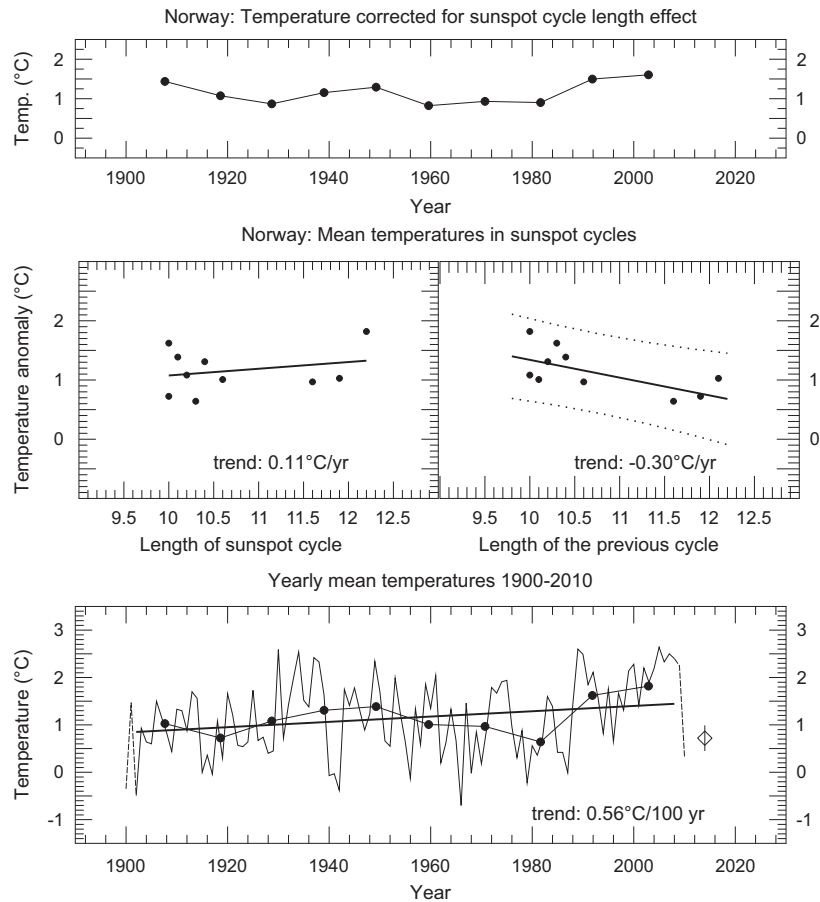 Norway: Temperature corrected for sunspot cycle length effect
Temp. (°C)
2 2
1 1
0 0
1900 1920 1940 1960 1980 2000 2020
Year
Norway: Mean temperatures in sunspot cycles
Temperature anomaly (°C)
2 2
1 1
0 0
trend: 0.11°C/yr trend: -0.30°C/yr
9.5 10 10.5 11 11.5 12 12.5 9.5 10 10.5 11 11.5 12 12.5
Length of sunspot cycle Length of the previous cycle
Yearly mean temperatures 1900-2010
Temperature (°C)
3 3
2 2
1 1
0 0
-1 -1
trend: 0.56°C/100 yr
1900 1920 1940 1960 1980 2000 2020
Year